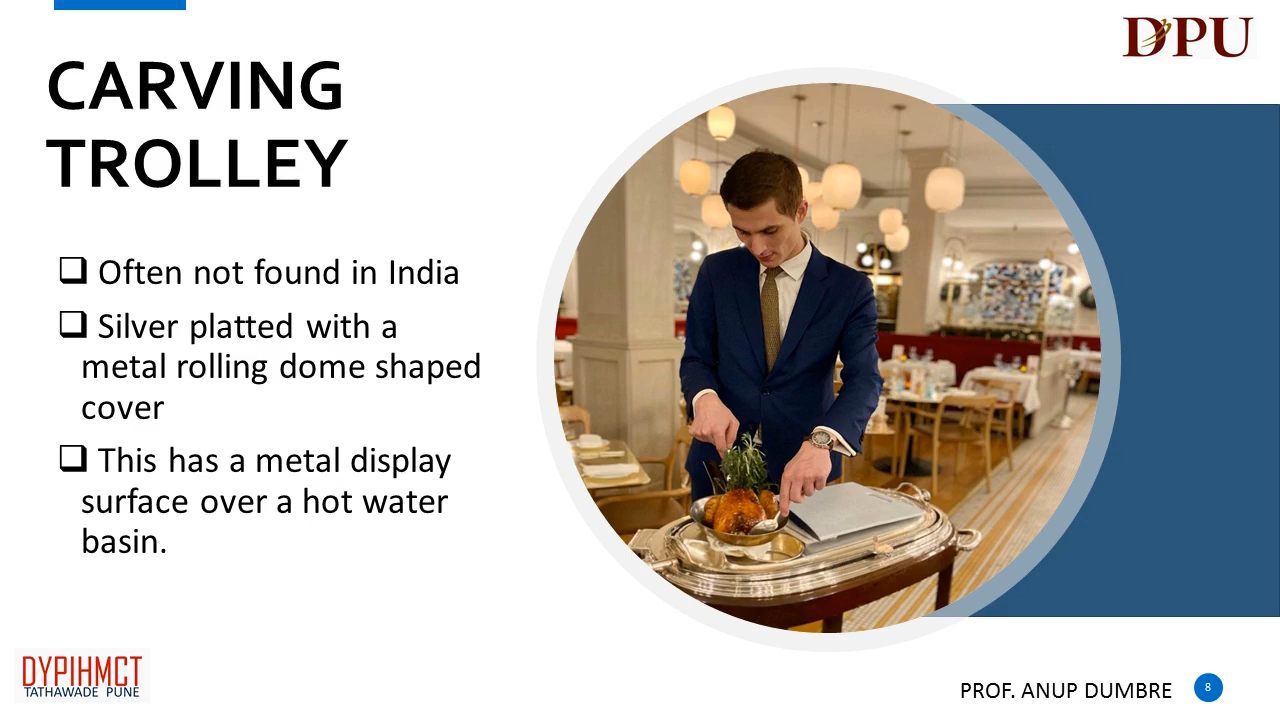 DPU
CARVING
TROLLEY
❑ Often not found in India
❑ Silver platted with a
metal rolling dome shaped
cover
❑ This has a metal display
surface over a hot water
basin.
DYPIHMCT
TATHAWADE PUNE
PROF. ANUP DUMBRE
8